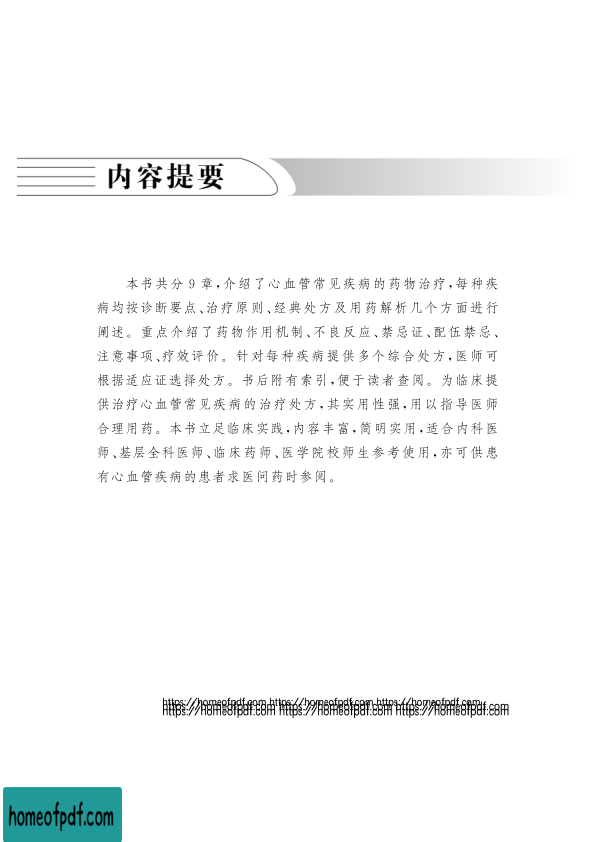 内容提要
本书共分 9 章,介绍了心血管常见疾病的药物治疗,每种疾
病均按诊断要点、治疗原则、经典处方及用药解析几个方面进行
阐述。重点介绍了药物作用机制、不良反应、禁忌证、配伍禁忌、
注意事项、疗效评价。针对每种疾病提供多个综合处方,医师可
根据适应证选择处方。书后附有索引,便于读者查阅。为临床提
供治疗心血管常见疾病的治疗处方,其实用性强,用以指导医师
合理用药。本书立足临床实践,内容丰富,简明实用,适合内科医
师、基层全科医师、临床药师、医学院校师生参考使用,亦可供患
有心血管疾病的患者求医问药时参阅。
https://homeofpdf.com https://homeofpdf.com https://homeofpdf.com
https://homeofpdf.com https://homeofpdf.com https://homeofpdf.com
homeofpdf.com